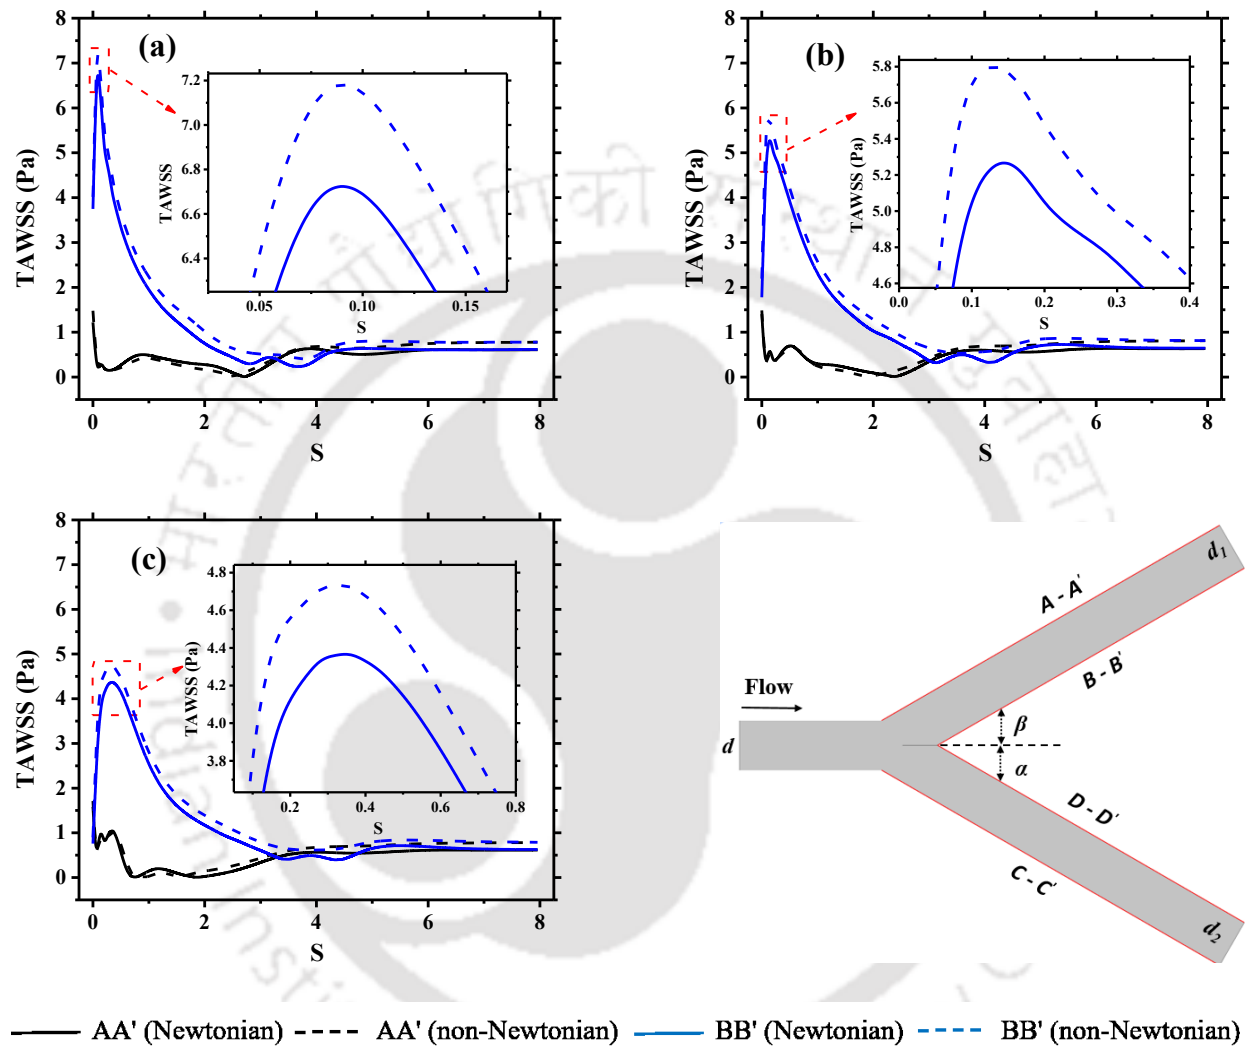 (a)
TAWSS (Pa)
8
7
6
5
4
3
2
1
0
0 2 4 6 8
S
TAWSS
7.2
7.0
6.8
6.6
6.4
0.05 0.10 0.15
S
(b)
TAWSS (Pa)
8
7
6
5
4
3
2
1
0
0 2 4 6 8
S
TAWSS (Pa)
5.8
5.6
5.4
5.2
5.0
4.8
4.6
0.0 0.1 0.2 0.3 0.4
S
(c)
TAWSS (Pa)
8
7
6
5
4
3
2
1
0
0 2 4 6 8
S
TAWSS (Pa)
4.8
4.6
4.4
4.2
4.0
3.8
0.2 0.4 0.6 0.8
S
Flow
d
A - A'
B - B'
β
α
D - D'
C - C'
d₁
d₂
AA' (Newtonian) AA' (non-Newtonian) BB' (Newtonian) BB' (non-Newtonian)